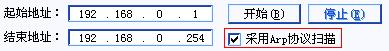 起始地址: 192 .168 . 0 . 1 开始(B) 停止(E)
结束地址: 192 .168 . 0 .254 采用Arp协议扫描